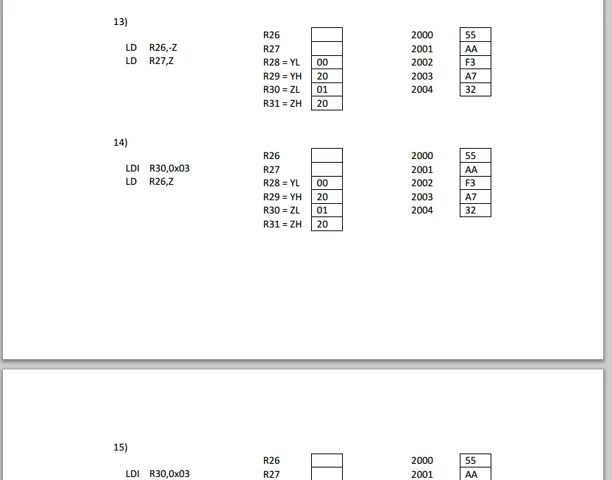 13)
R26 2000 55
LD R26,-Z R27 2001 AA
LD R27,Z R28 = YL 00 2002 F3
R29 = YH 20 2003 A7
R30 = ZL 01 2004 32
R31 = ZH 20
14)
R26 2000 55
LDI R30,0x03 R27 2001 AA
LD R26,Z R28 = YL 00 2002 F3
R29 = YH 20 2003 A7
R30 = ZL 01 2004 32
R31 = ZH 20
15)
R26 2000 55
LDI R30,0x03 R27 2001 AA